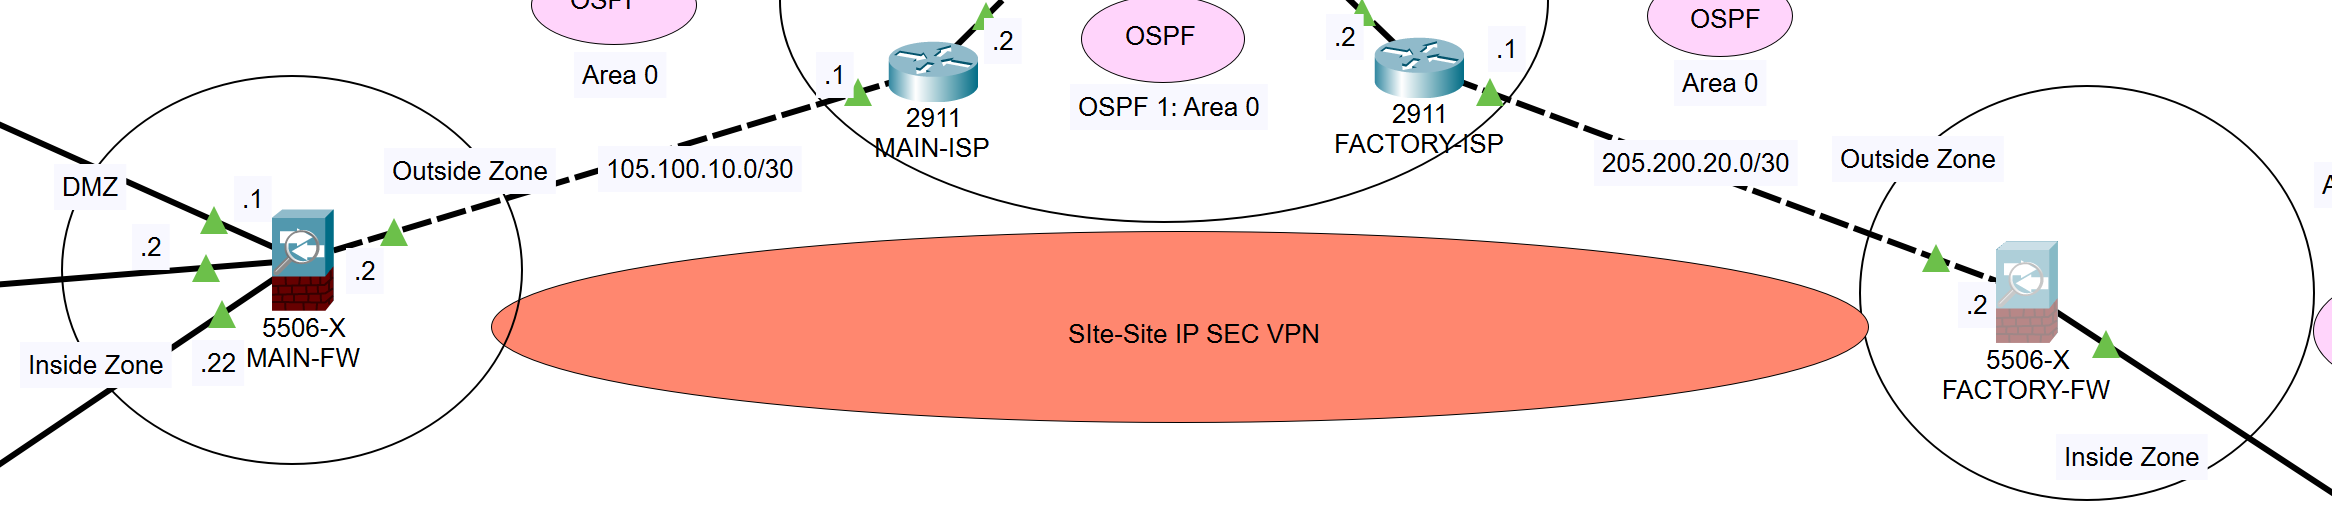 OSPF
Area 0
.1
.2
2911
MAIN-ISP
OSPF
OSPF 1: Area 0
.2
.1
2911
FACTORY-ISP
OSPF
Area 0
DMZ
.1
.2
Outside Zone
105.100.10.0/30
.2
5506-X
MAIN-FW
Inside Zone
.22
SIte-Site IP SEC VPN
205.200.20.0/30
Outside Zone
.2
5506-X
FACTORY-FW
Inside Zone